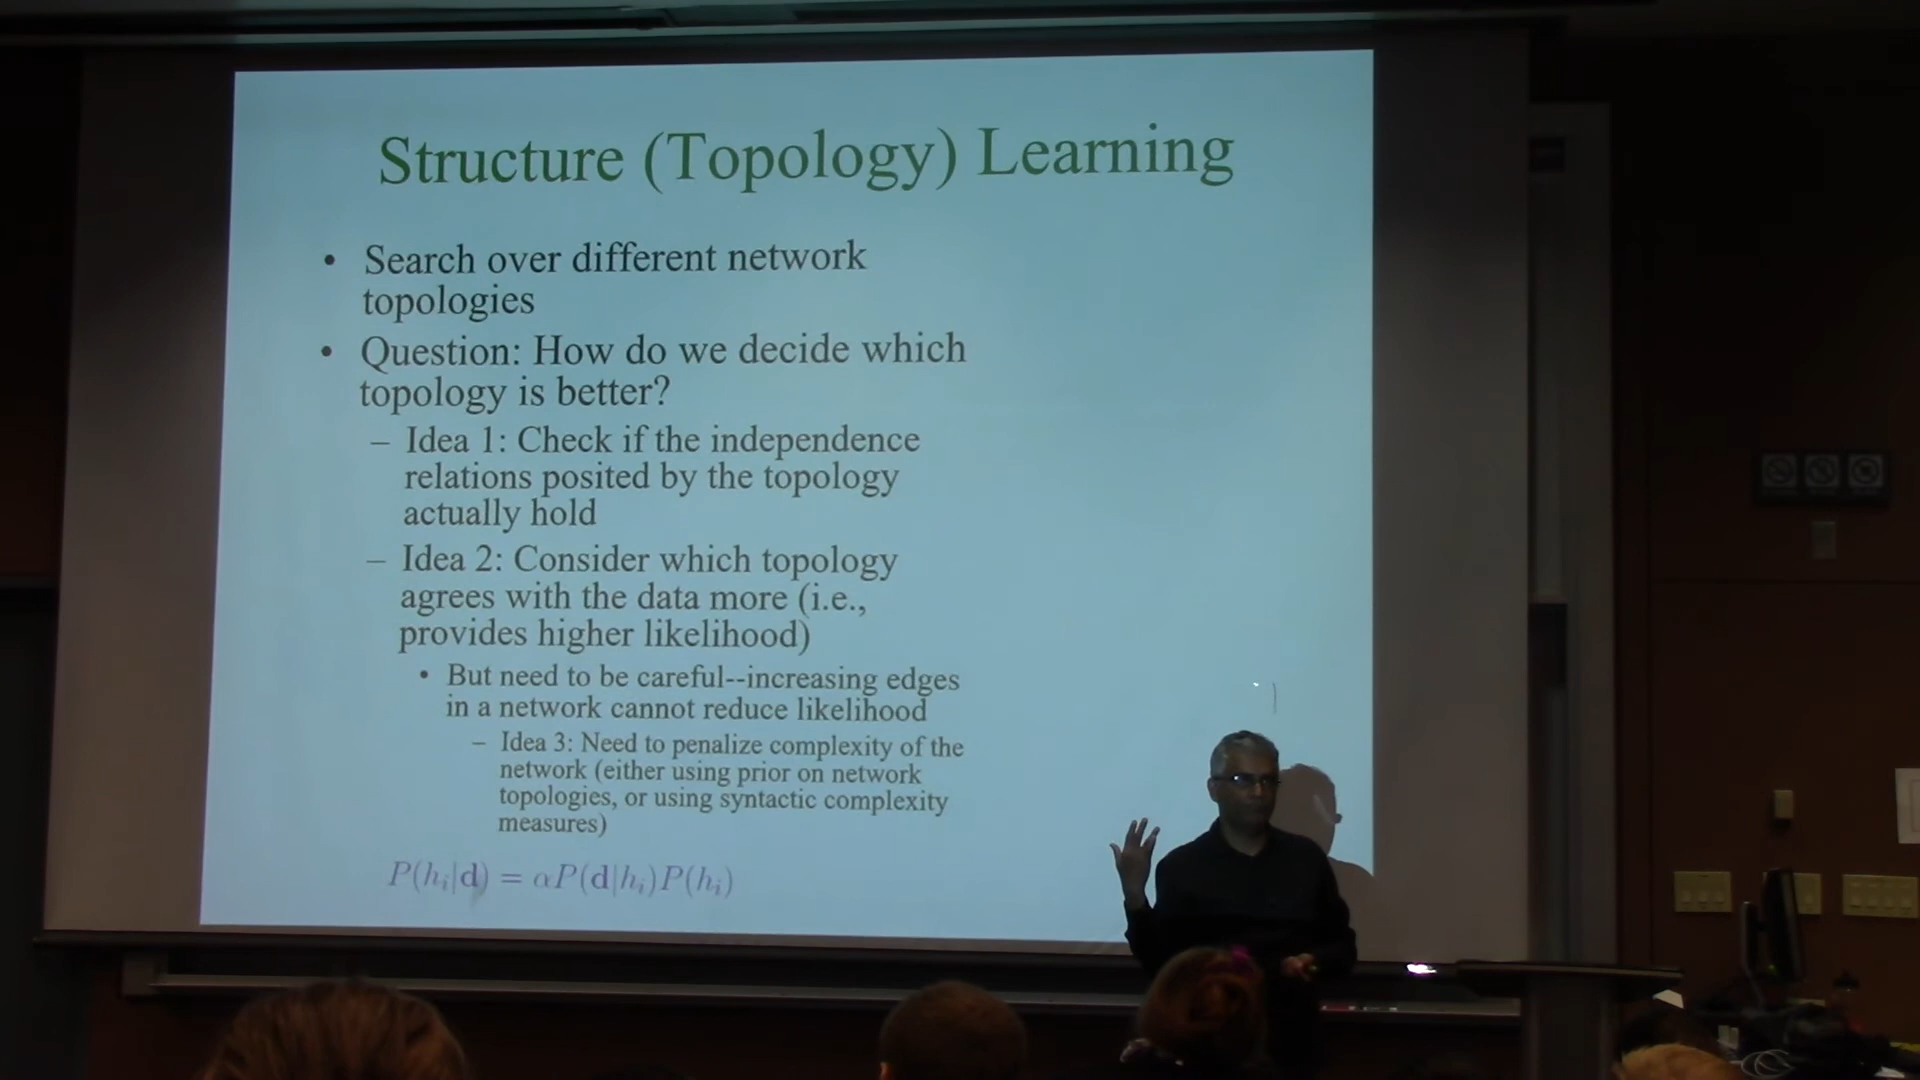 Structure (Topology) Learning
• Search over different network
topologies
• Question: How do we decide which
topology is better?
– Idea 1: Check if the independence
relations posited by the topology
actually hold
– Idea 2: Consider which topology
agrees with the data more (i.e.,
provides higher likelihood)
• But need to be careful--increasing edges
in a network cannot reduce likelihood
– Idea 3: Need to penalize complexity of the
network (either using prior on network
topologies, or using syntactic complexity
measures)
P(hᵢ|d) = αP(d|hᵢ)P(hᵢ)